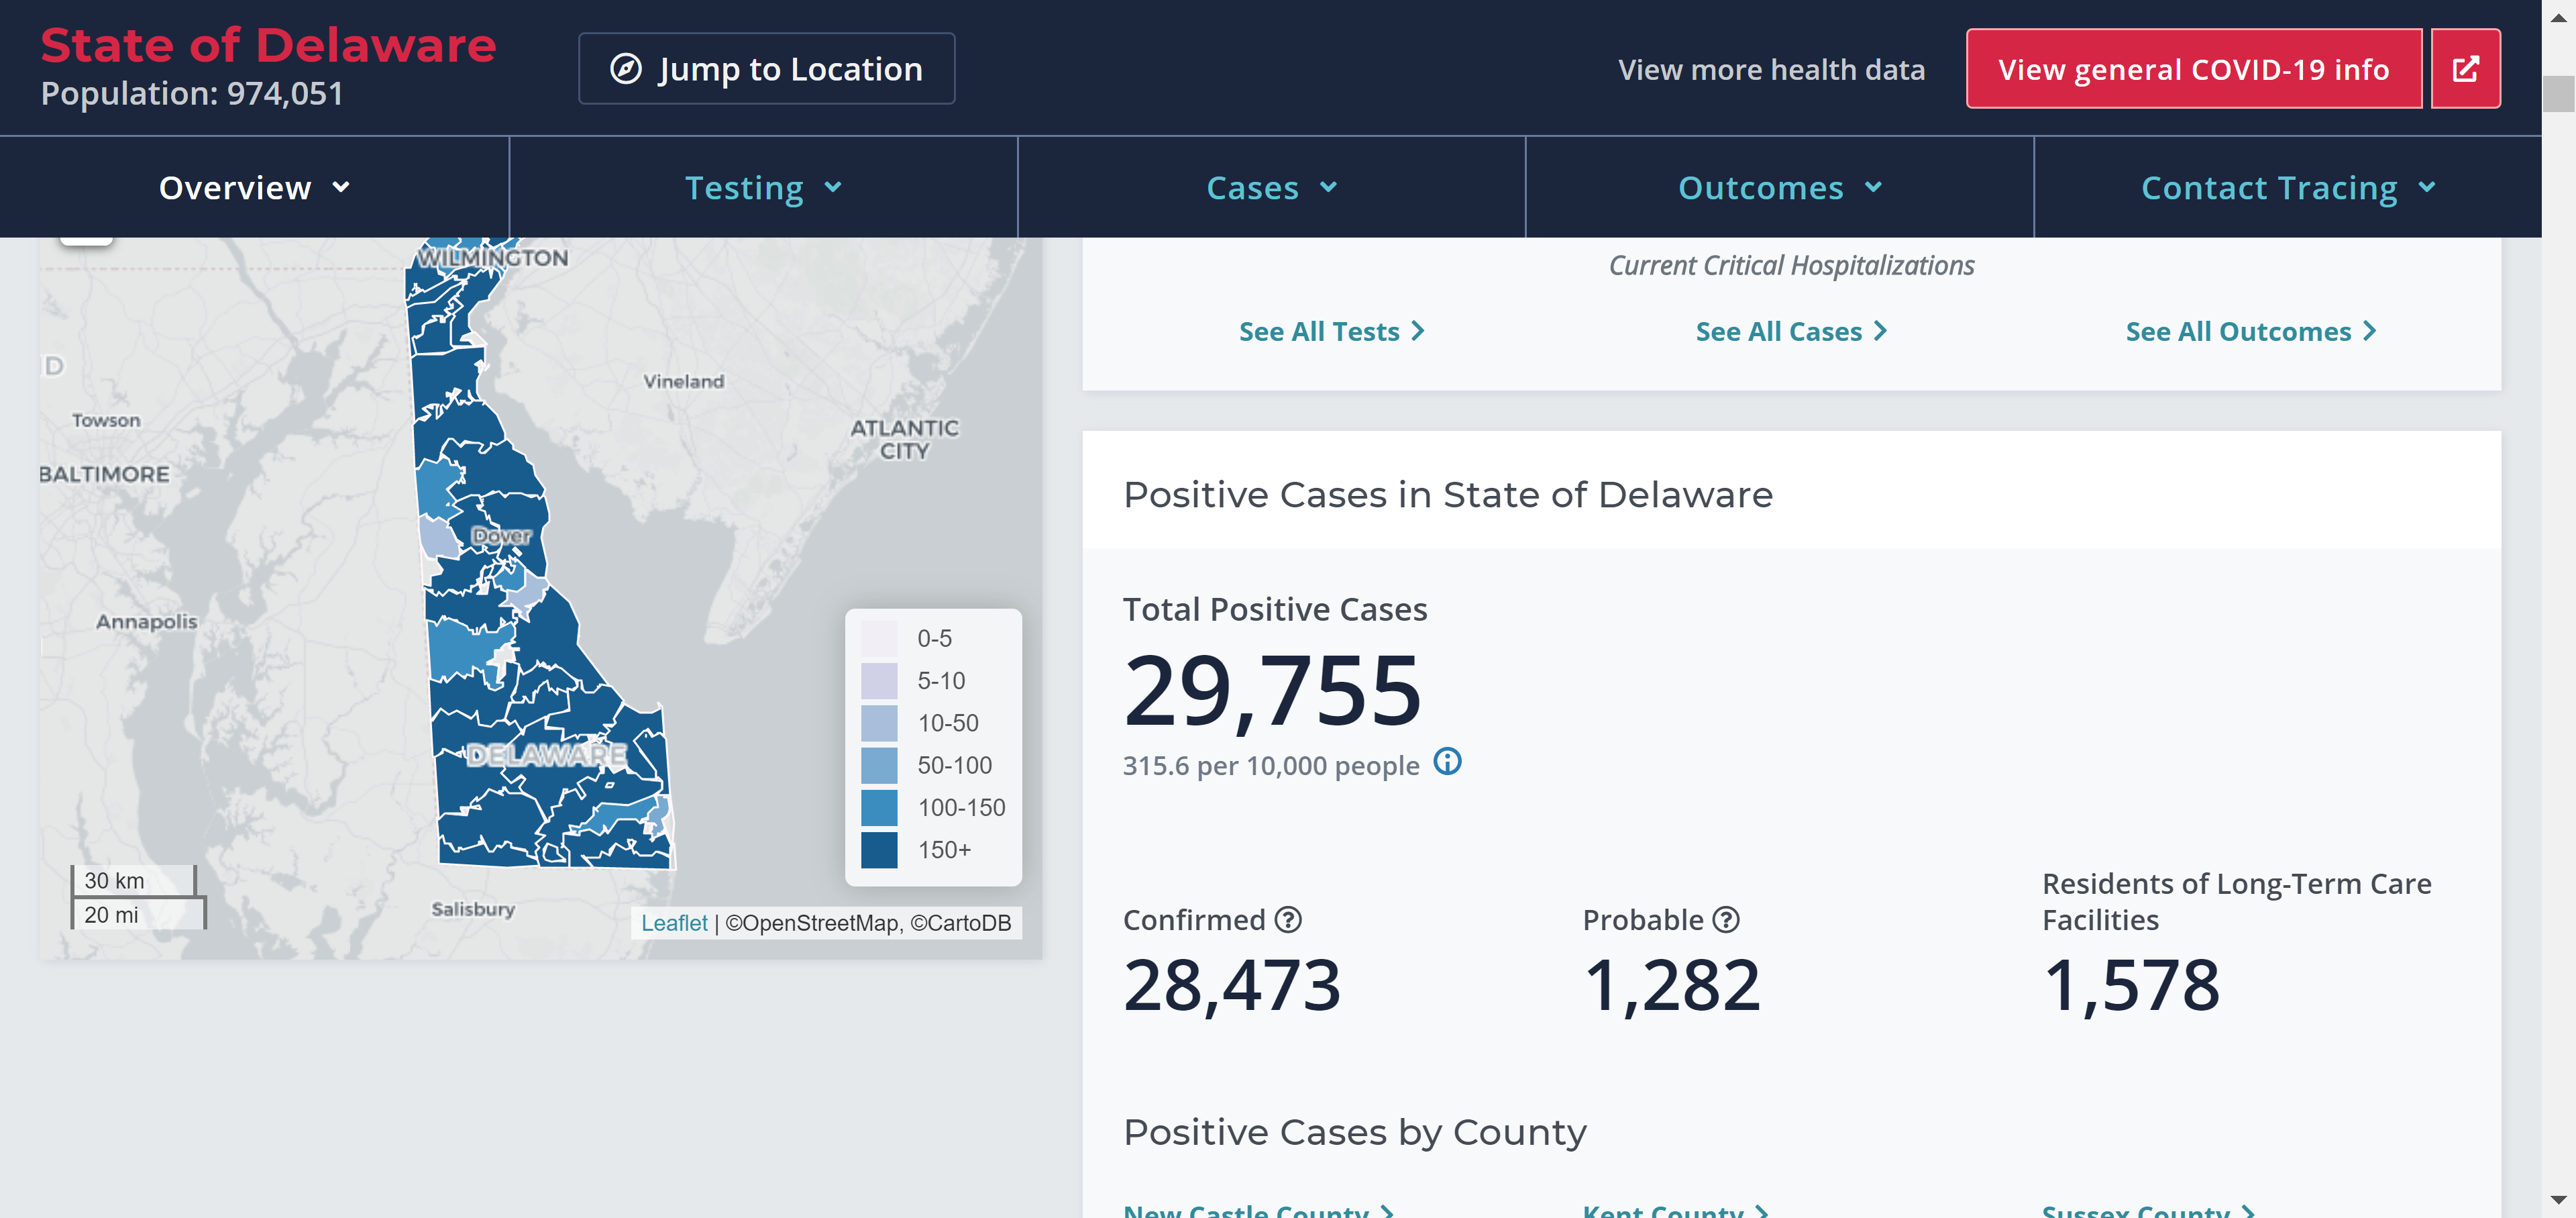 State of Delaware
Population: 974,051
Jump to Location
View more health data
View general COVID-19 info
Overview
Testing
Cases
Outcomes
Contact Tracing
WILMINGTON
D
Vineland
Towson
ATLANTIC
CITY
BALTIMORE
Dover
Annapolis
DELAWARE
Salisbury
0-5
5-10
10-50
50-100
100-150
150+
30 km
20 mi
Leaflet | ©OpenStreetMap, ©CartoDB
Current Critical Hospitalizations
See All Tests
See All Cases
See All Outcomes
Positive Cases in State of Delaware
Total Positive Cases
29,755
315.6 per 10,000 people
Confirmed
28,473
Probable
1,282
Residents of Long-Term Care
Facilities
1,578
Positive Cases by County
New Castle County
Kent County
Sussex County